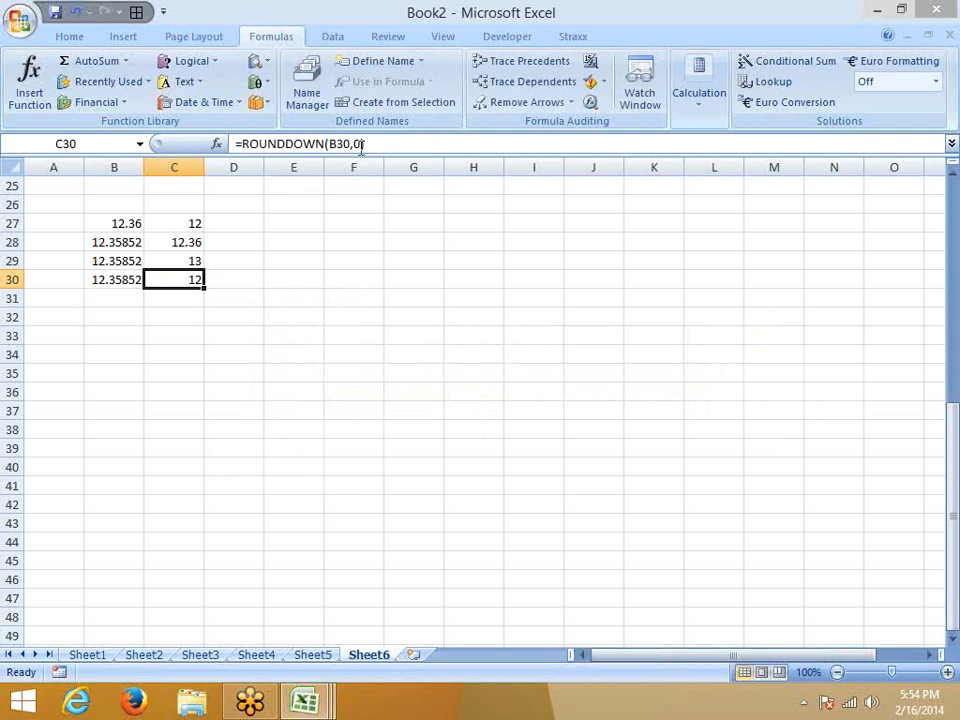 Book2 - Microsoft Excel
Home Insert Page Layout Formulas Data Review View Developer Straxx
fx Insert Function
Σ AutoSum
Recently Used
Financial
Logical
Text
Date & Time
Function Library
Name Manager
Define Name
Use in Formula
Create from Selection
Defined Names
Trace Precedents
Trace Dependents
Remove Arrows
Watch Window
Formula Auditing
Calculation
Conditional Sum
Lookup
Euro Conversion
Euro Formatting
Off
Solutions
C30 fx =ROUNDDOWN(B30,0)
A B C D E F G H I J K L M N O
25
26
27 12.36 12
28 12.35852 12.36
29 12.35852 13
30 12.35852 12
31
32
33
34
35
36
37
38
39
40
41
42
43
44
45
46
47
48
49
Sheet1 Sheet2 Sheet3 Sheet4 Sheet5 Sheet6
Ready 100%
5:54 PM
2/16/2014